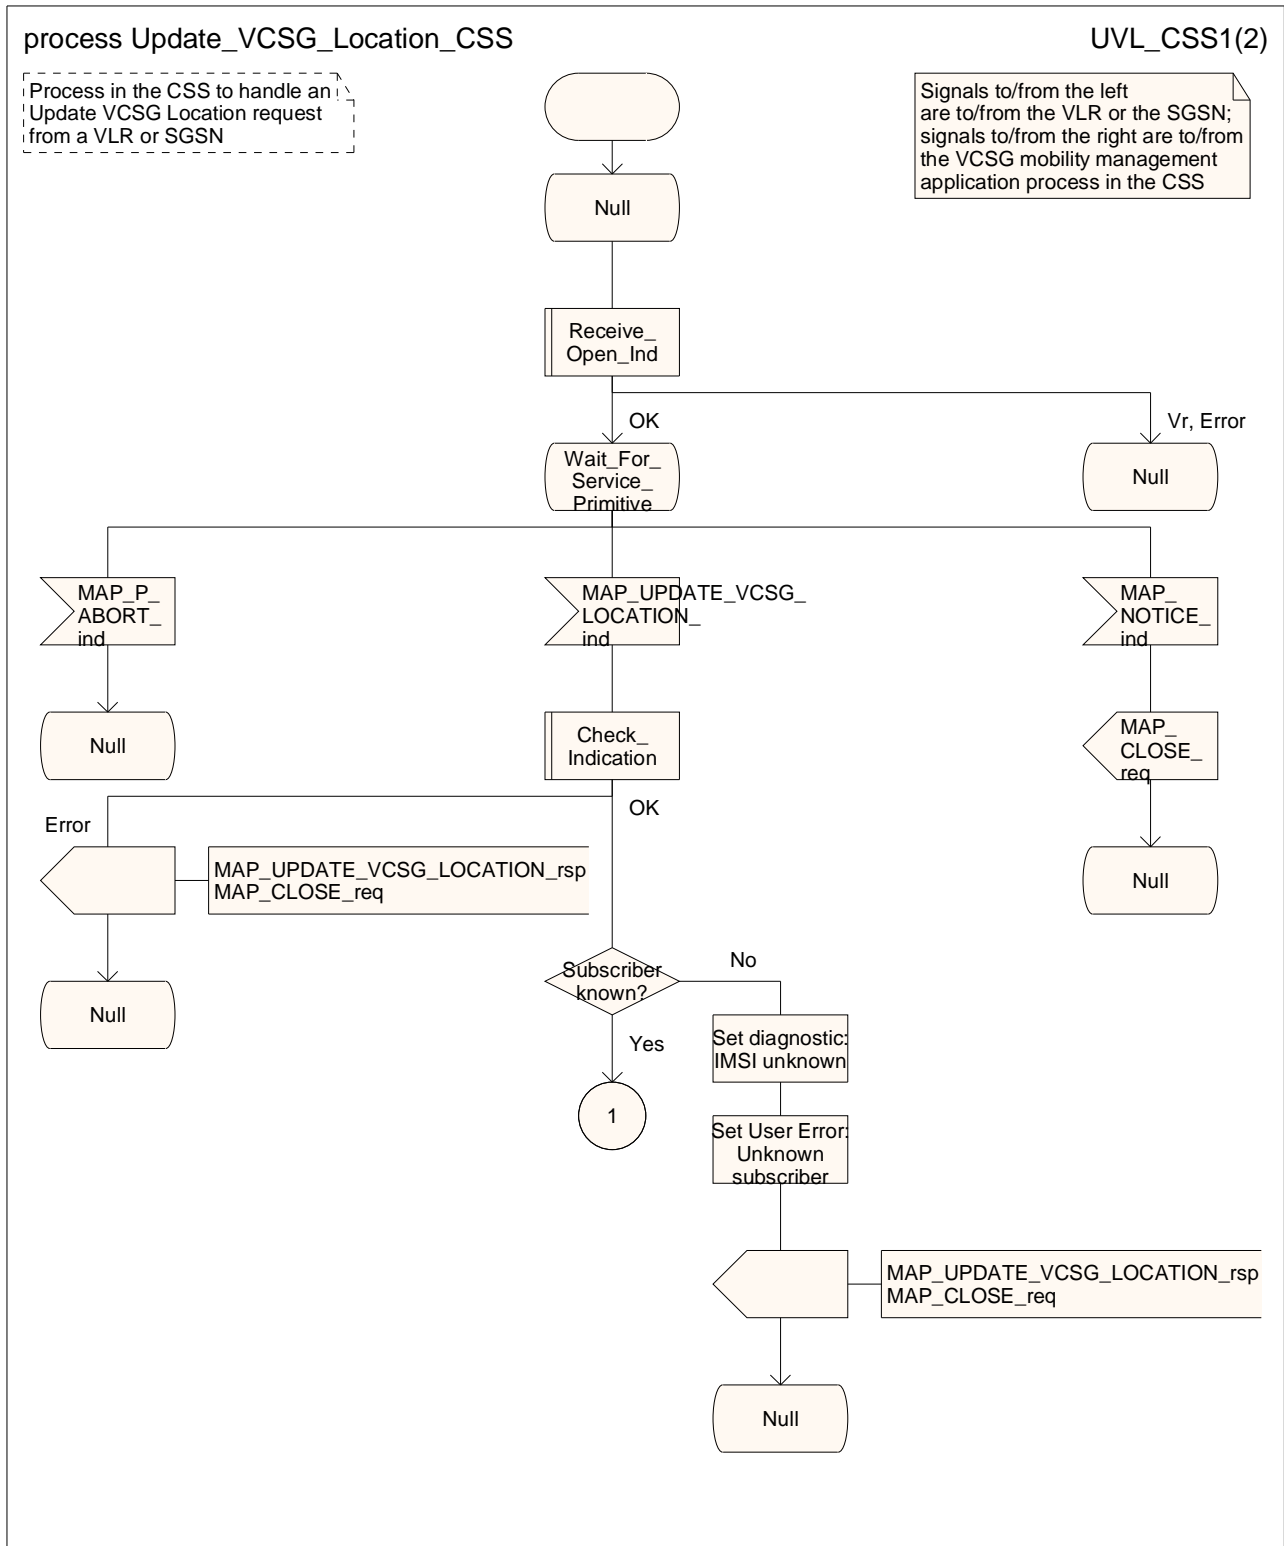 process Update_VCSG_Location_CSS
UVL_CSS1(2)
Process in the CSS to handle an
Update VCSG Location request
from a VLR or SGSN
Signals to/from the left
are to/from the VLR or the SGSN;
signals to/from the right are to/from
the VCSG mobility management
application process in the CSS
Null
Receive_
Open_Ind
OK
Vr, Error
Wait_For_
Service_
Primitive
Null
MAP_P_
ABORT_
ind
MAP_UPDATE_VCSG_
LOCATION_
ind
MAP_
NOTICE_
ind
Null
Check_
Indication
MAP_
CLOSE_
req
OK
Error
MAP_UPDATE_VCSG_LOCATION_rsp
MAP_CLOSE_req
Null
Subscriber
known?
No
Null
Yes
Set diagnostic:
IMSI unknown
1
Set User Error:
Unknown
subscriber
MAP_UPDATE_VCSG_LOCATION_rsp
MAP_CLOSE_req
Null